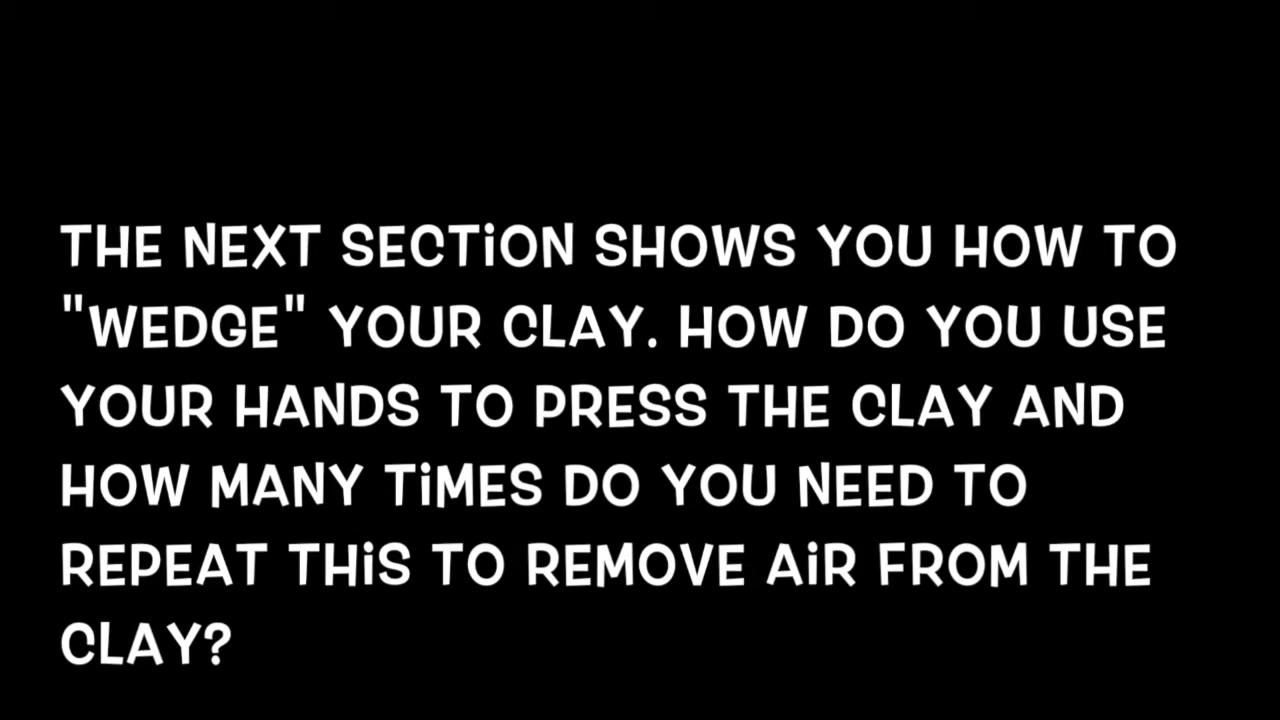 THE NEXT SECTiON SHOWS YOU HOW TO
"WEDGE" YOUR CLAY. HOW DO YOU USE
YOUR HANDS TO PRESS THE CLAY AND
HOW MANY TiMES DO YOU NEED TO
REPEAT THiS TO REMOVE AiR FROM THE
CLAY?